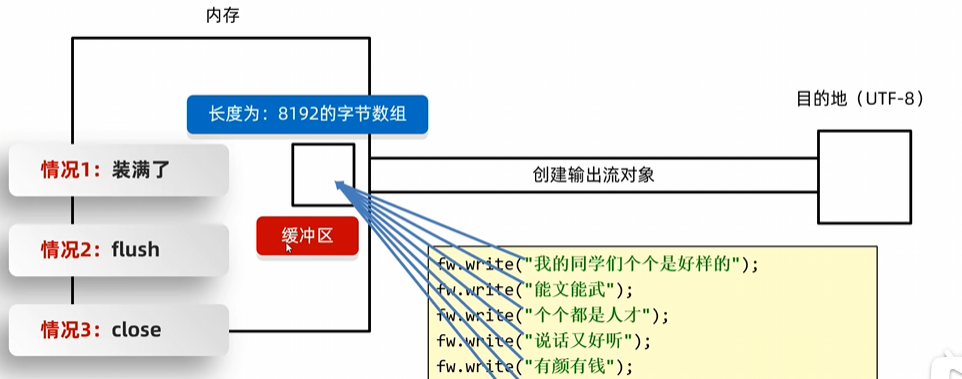 内存
长度为：8192的字节数组
目的地（UTF-8）
情况1：装满了
创建输出流对象
缓冲区
情况2：flush
情况3：close
fw.write("我的同学们个个是好样的");
fw.write("能文能武");
fw.write("个个都是人才");
fw.write("说话又好听");
fw.write("有颜有钱");